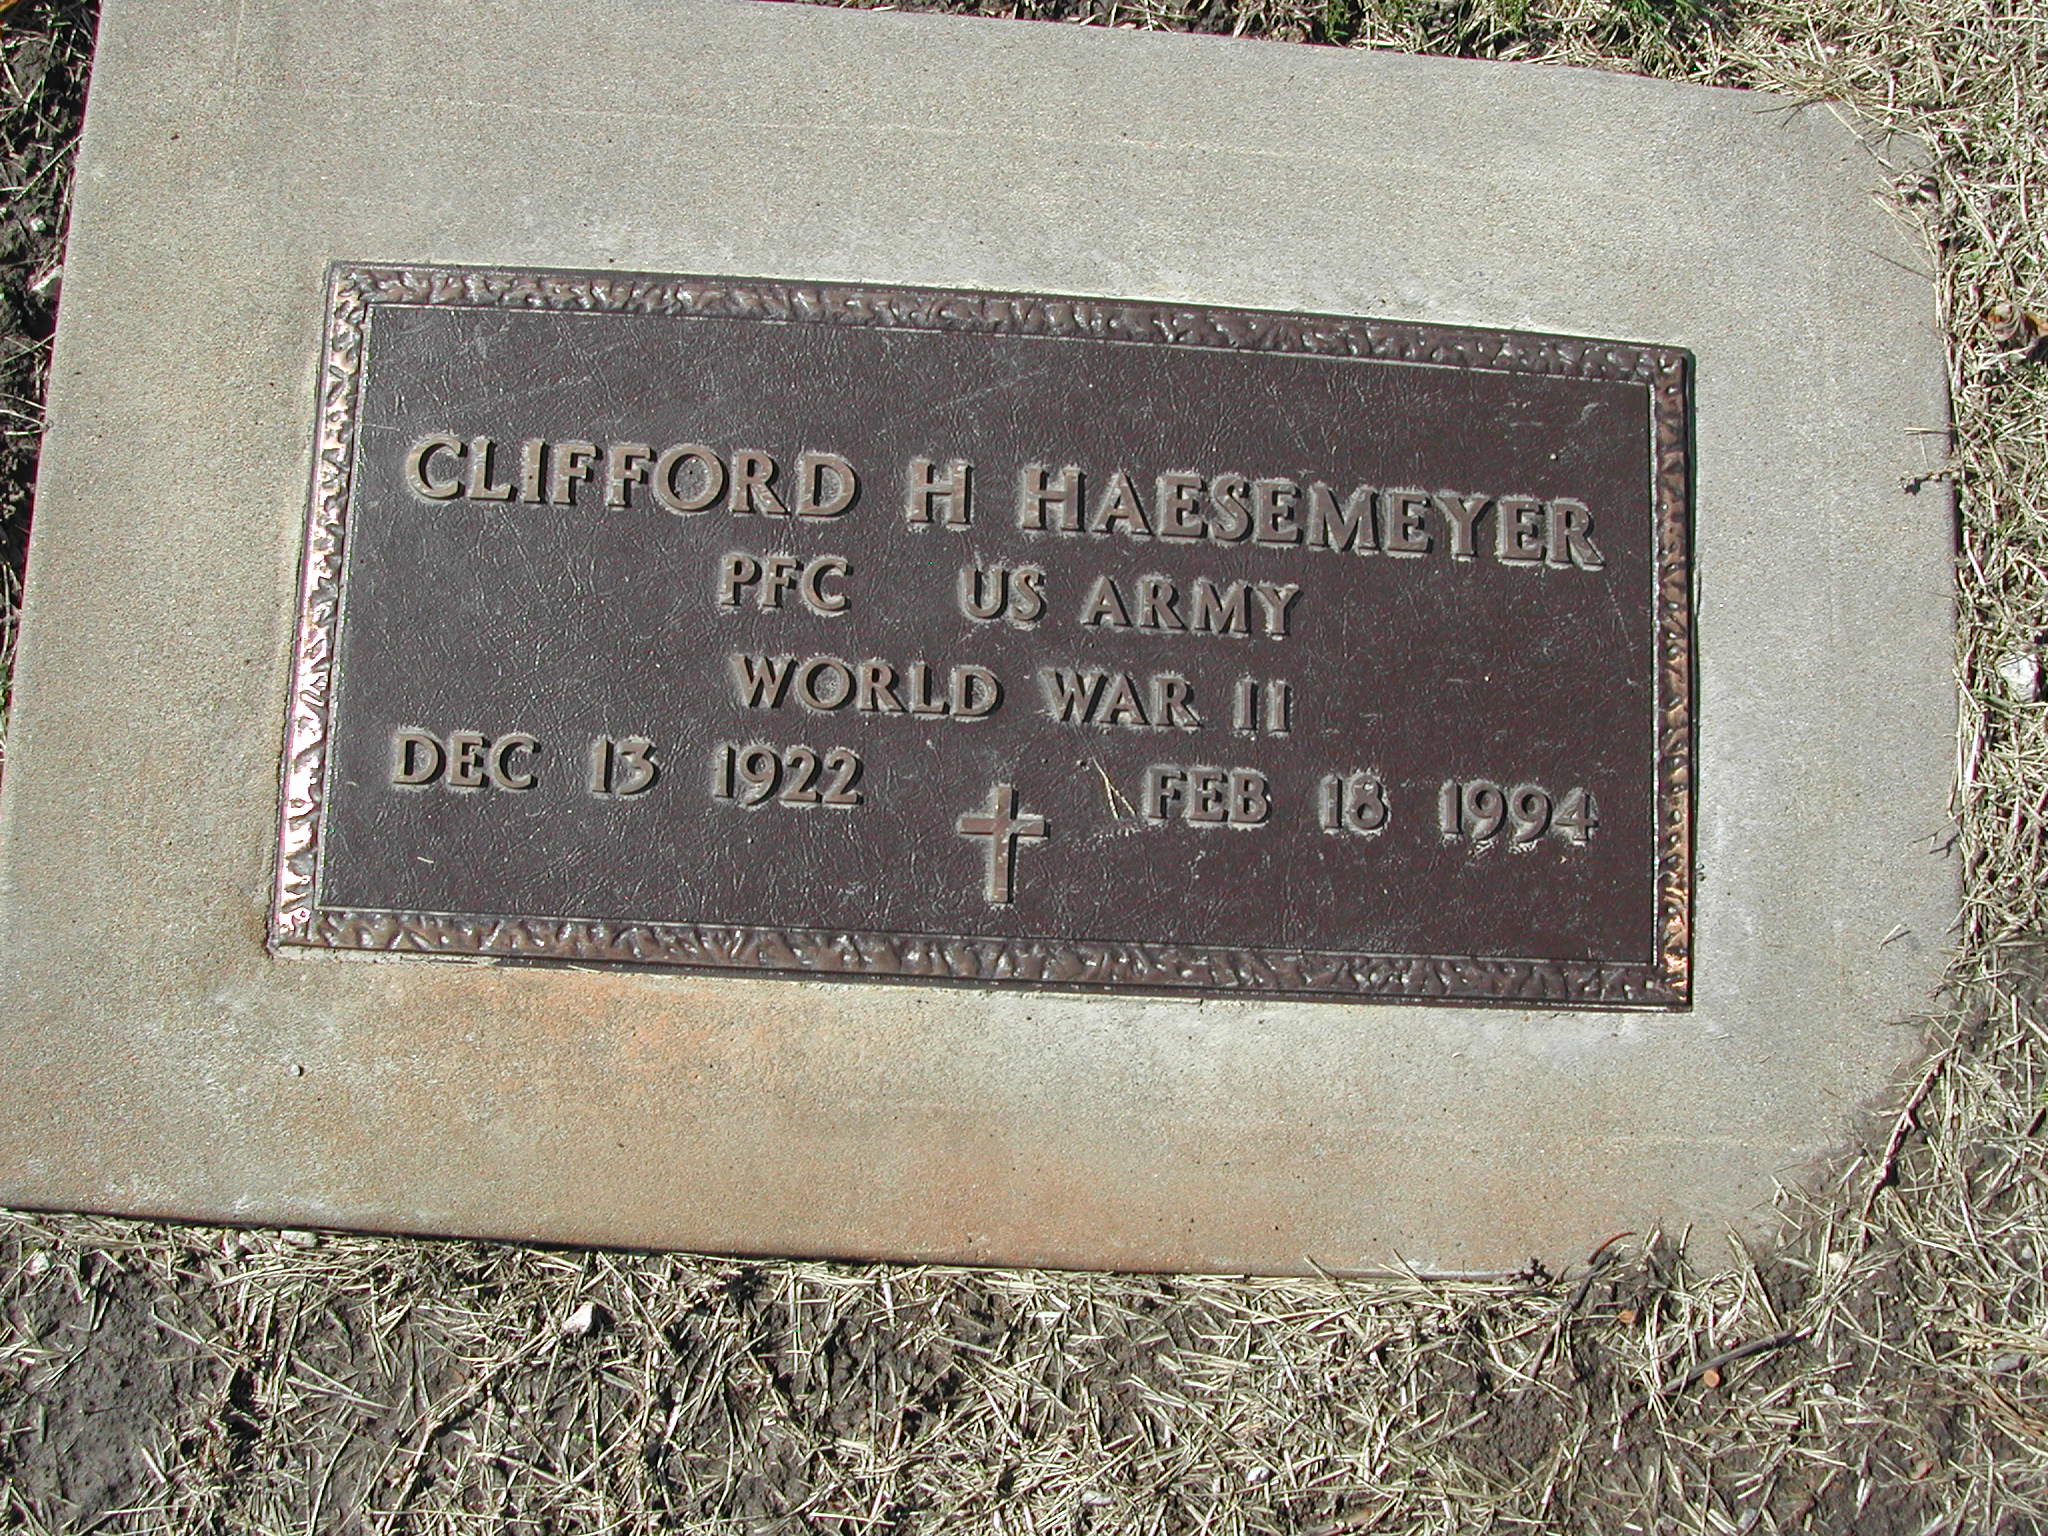 CLIFFORD H HAESEMEYER
PFC US ARMY
WORLD WAR II
DEC 13 1922 FEB 18 1994